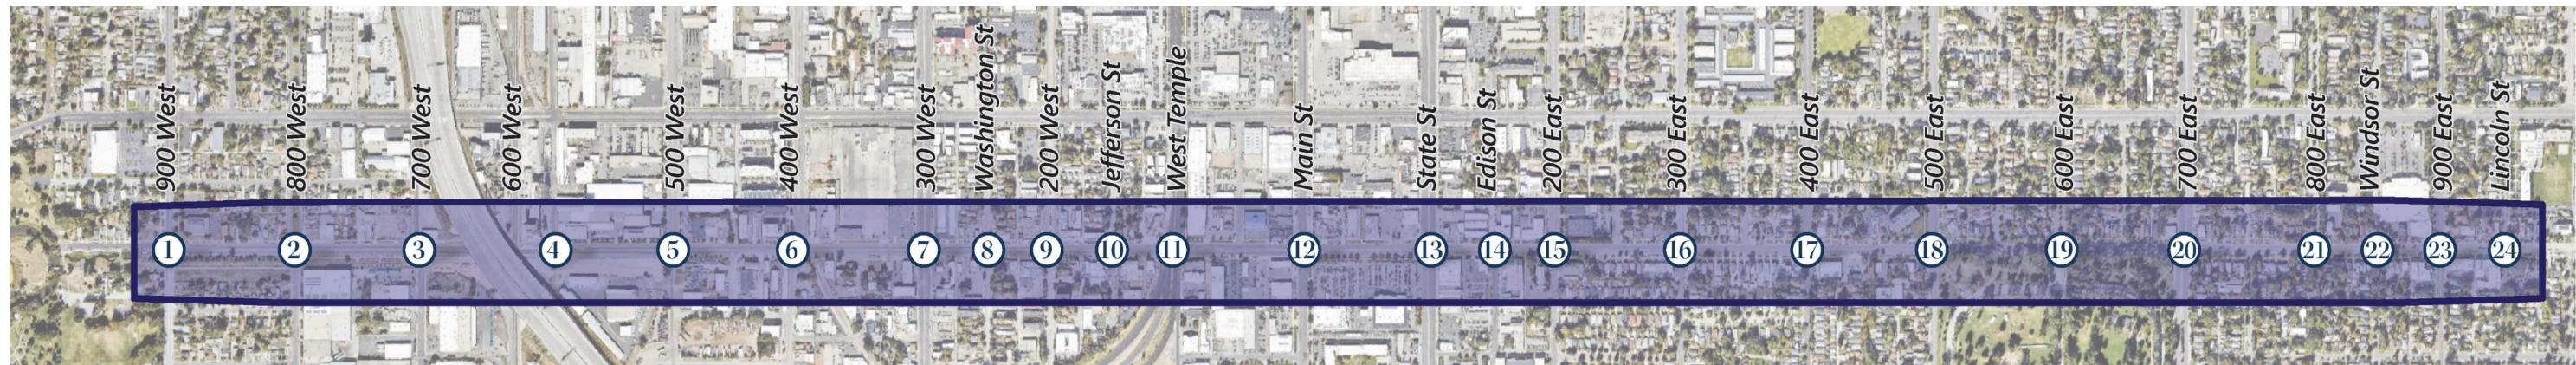 900 West
800 West
700 West
600 West
500 West
400 West
300 West
Washington St
200 West
Jefferson St
West Temple
Main St
State St
Edison St
200 East
300 East
400 East
500 East
600 East
700 East
800 East
Windsor St
900 East
Lincoln St
1
2
3
4
5
6
7
8
9
10
11
12
13
14
15
16
17
18
19
20
21
22
23
24